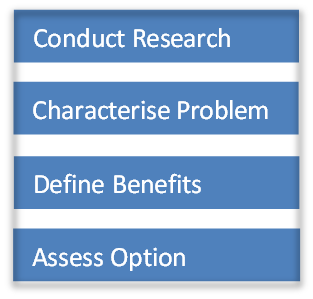 Conduct Research
Characterise Problem
Define Benefits
Assess Option